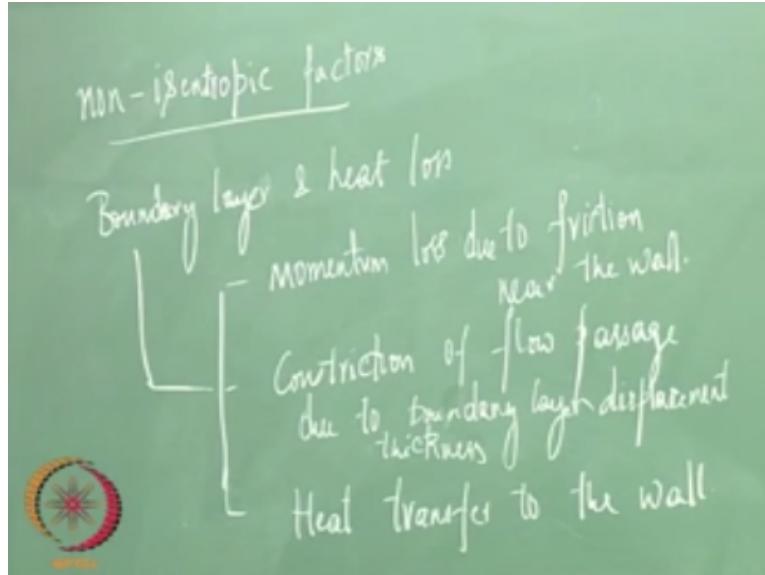 non-isentropic factors
Boundary layer & heat loss
- momentum loss due to friction
near the wall.
- Constriction of flow passage
due to boundary layer displacement
thickness
- Heat transfer to the wall.
NPTEL